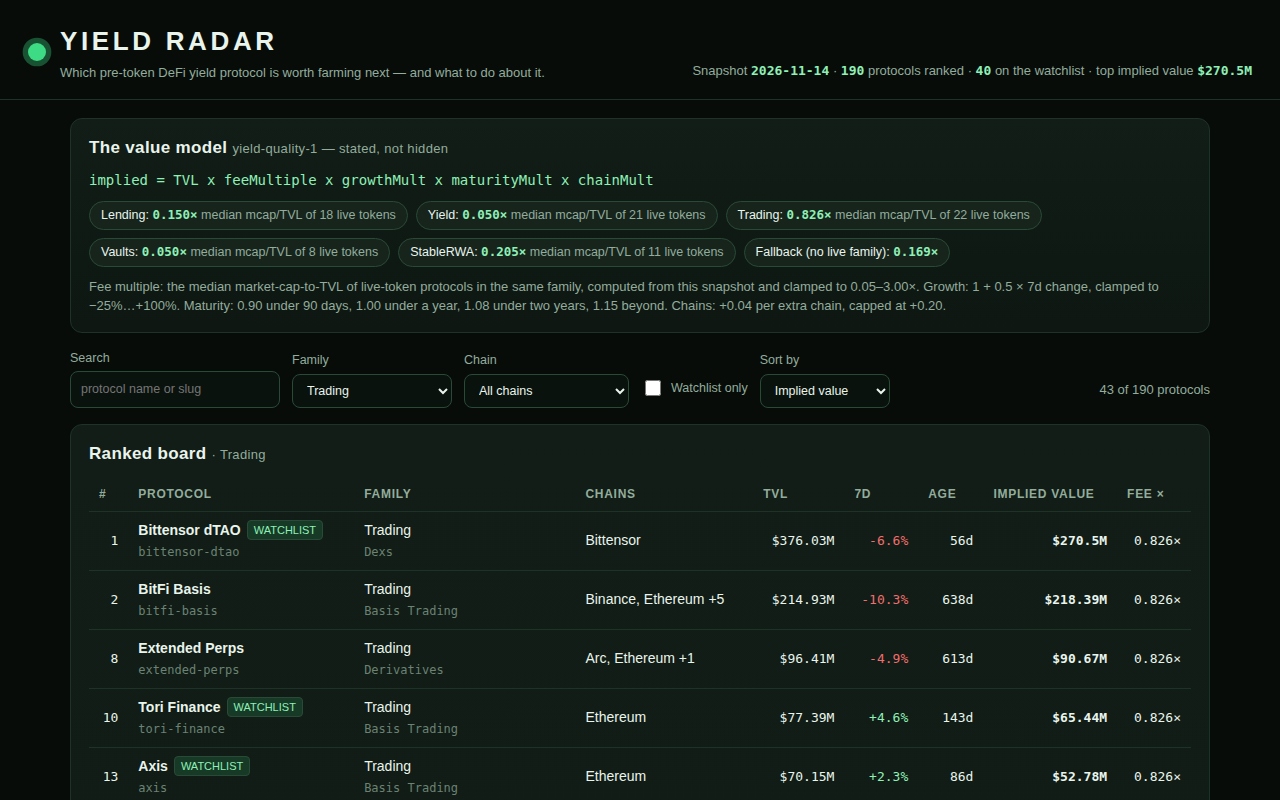 YIELD RADAR
Which pre-token DeFi yield protocol is worth farming next — and what to do about it.
Snapshot 2026-11-14 · 190 protocols ranked · 40 on the watchlist · top implied value $270.5M
The value model yield-quality-1 — stated, not hidden
implied = TVL x feeMultiple x growthMult x maturityMult x chainMult
Lending: 0.150× median mcap/TVL of 18 live tokens
Yield: 0.050× median mcap/TVL of 21 live tokens
Trading: 0.826× median mcap/TVL of 22 live tokens
Vaults: 0.050× median mcap/TVL of 8 live tokens
StableRWA: 0.205× median mcap/TVL of 11 live tokens
Fallback (no live family): 0.169×
Fee multiple: the median market-cap-to-TVL of live-token protocols in the same family, computed from this snapshot and clamped to 0.05–3.00×. Growth: 1 + 0.5 × 7d change, clamped to
−25%…+100%. Maturity: 0.90 under 90 days, 1.00 under a year, 1.08 under two years, 1.15 beyond. Chains: +0.04 per extra chain, capped at +0.20.
Search
protocol name or slug
Family
Trading
Chain
All chains
Watchlist only
Sort by
Implied value
43 of 190 protocols
Ranked board · Trading
# PROTOCOL FAMILY CHAINS TVL 7D AGE IMPLIED VALUE FEE ×
1 Bittensor dTAO WATCHLIST Trading Bittensor $376.03M -6.6% 56d $270.5M 0.826×
bittensor-dtao Dexs
2 BitFi Basis Trading Binance, Ethereum +5 $214.93M -10.3% 638d $218.39M 0.826×
bitfi-basis Basis Trading
8 Extended Perps Trading Arc, Ethereum +1 $96.41M -4.9% 613d $90.67M 0.826×
extended-perps Derivatives
10 Tori Finance WATCHLIST Trading Ethereum $77.39M +4.6% 143d $65.44M 0.826×
tori-finance Basis Trading
13 Axis WATCHLIST Trading Ethereum $70.15M +2.3% 86d $52.78M 0.826×
axis Basis Trading